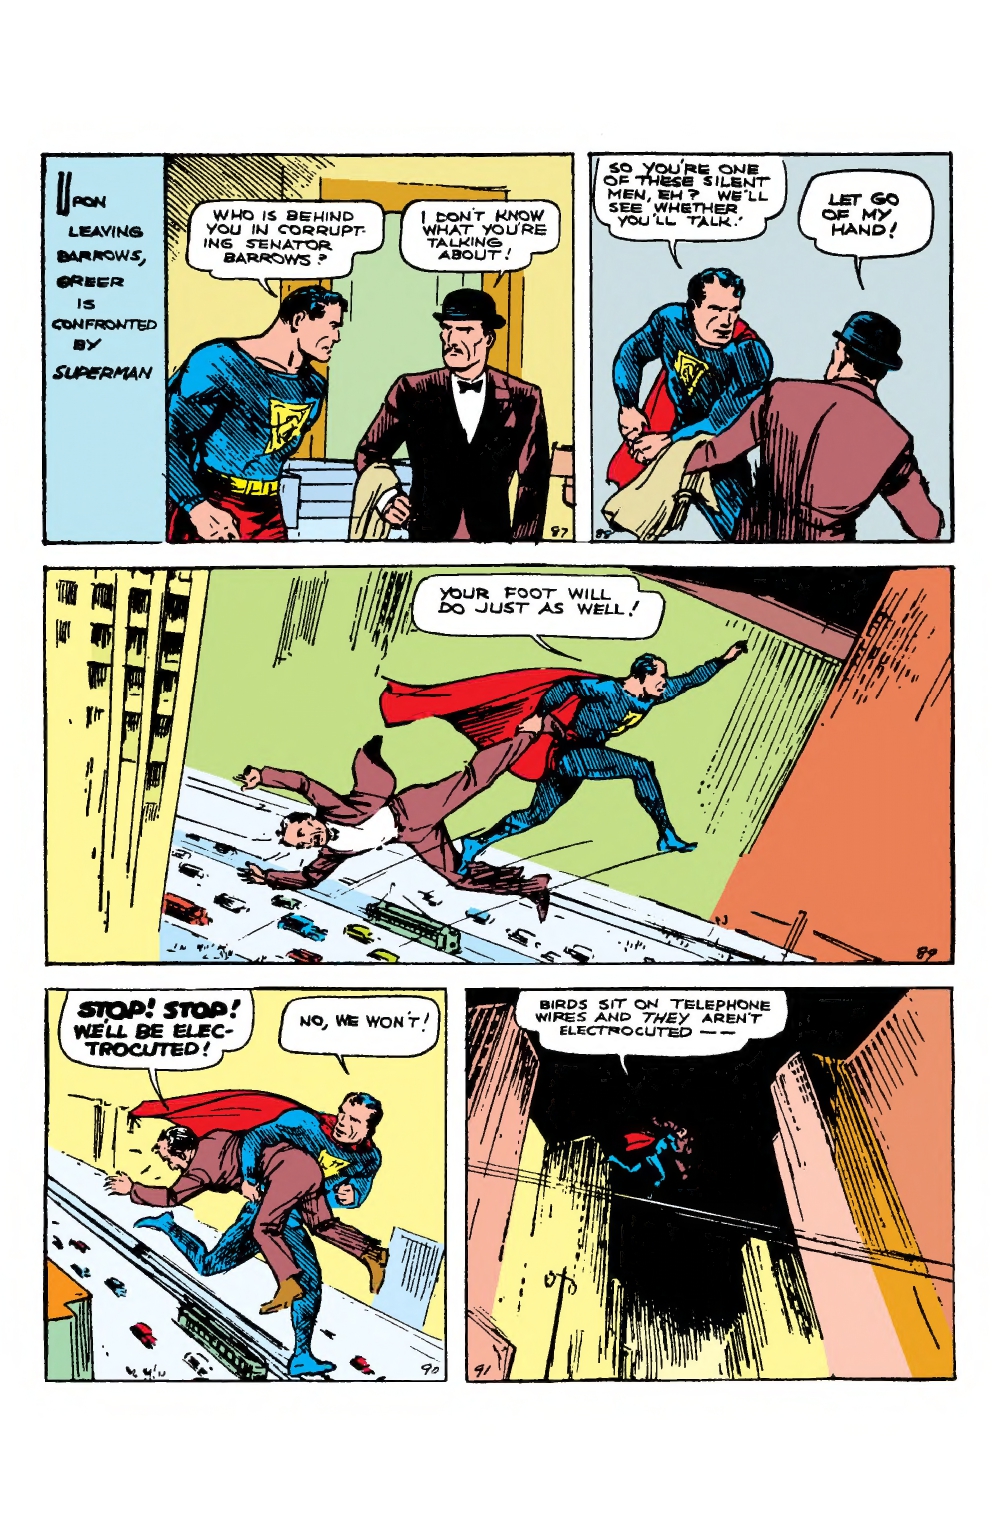 UPON
LEAVING
BARROWS,
GREER
IS
CONFRONTED
BY
SUPERMAN
WHO IS BEHIND
YOU IN CORRUPT-
ING SENATOR
BARROWS?
I DON'T KNOW
WHAT YOU'RE
TALKING
ABOUT!
87
SO YOU'RE ONE
OF THESE SILENT
MEN, EH? WE'LL
SEE WHETHER
YOU'LL TALK!
LET GO
OF MY
HAND!
88
YOUR FOOT WILL
DO JUST AS WELL!
89
STOP! STOP!
WE'LL BE ELEC-
TROCUTED!
NO, WE WON'T!
90
BIRDS SIT ON TELEPHONE
WIRES AND THEY AREN'T
ELECTROCUTED ——
91